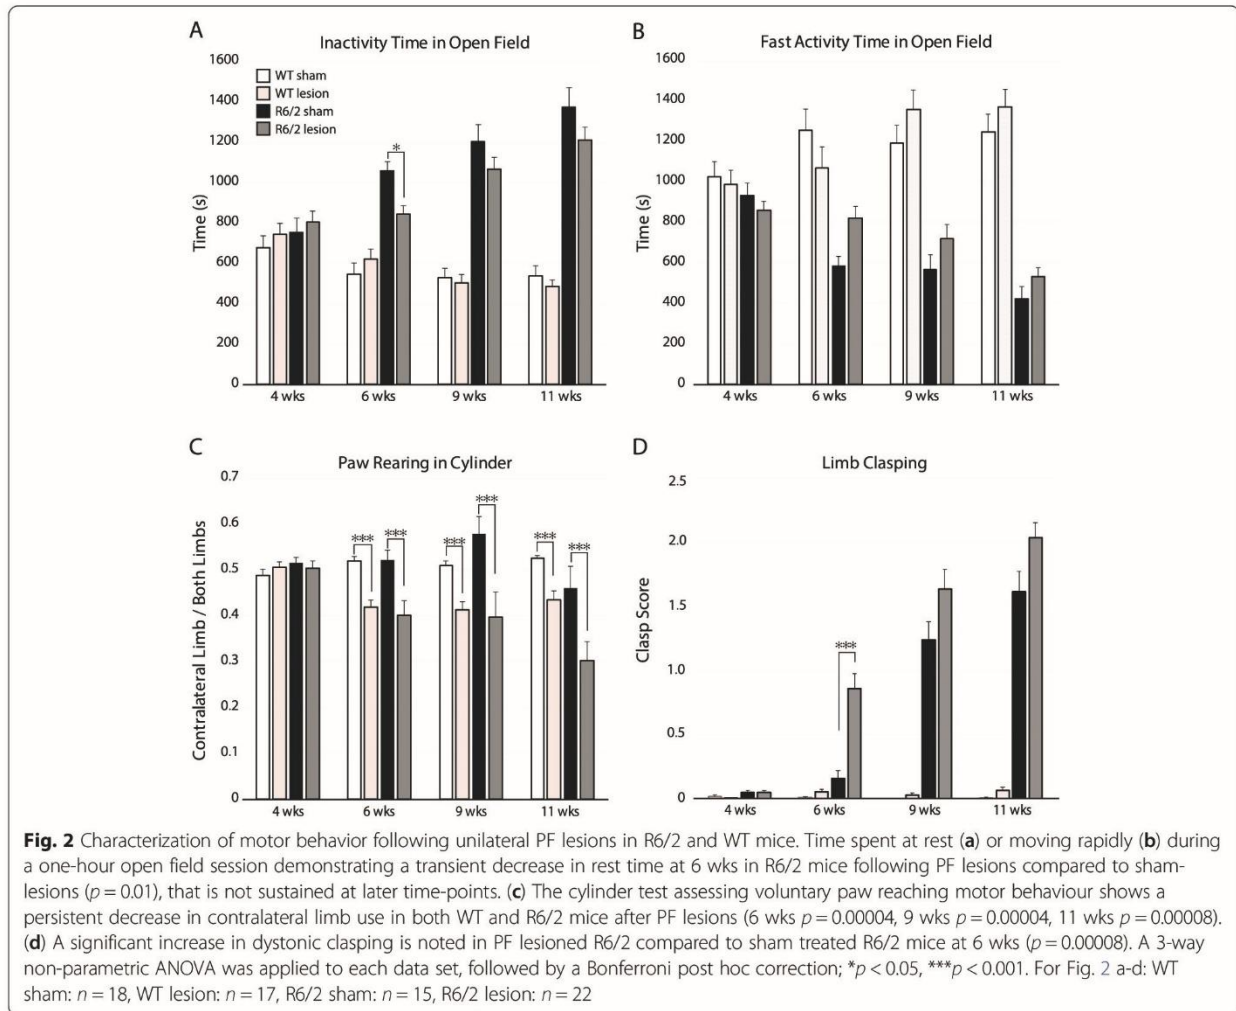 A
Inactivity Time in Open Field
1600
1400
1200
1000
800
600
400
200
0
Time (s)
WT sham
WT lesion
R6/2 sham
R6/2 lesion
*
4 wks
6 wks
9 wks
11 wks
B
Fast Activity Time in Open Field
1600
1400
1200
1000
800
600
400
200
0
4 wks
6 wks
9 wks
11 wks
C
Paw Rearing in Cylinder
0.7
0.6
0.5
0.4
0.3
0.4
0.1
0
Contralateral Limb / Both Limbs
***
***
***
***
***
***
4 wks
6 wks
9 wks
11 wks
D
Limb Clasping
2.5
2.0
1.5
1.0
0.5
0
Clasp Score
***
4 wks
6 wks
9 wks
11 wks
Fig. 2 Characterization of motor behavior following unilateral PF lesions in R6/2 and WT mice. Time spent at rest (a) or moving rapidly (b) during
a one-hour open field session demonstrating a transient decrease in rest time at 6 wks in R6/2 mice following PF lesions compared to sham-
lesions (p = 0.01), that is not sustained at later time-points. (c) The cylinder test assessing voluntary paw reaching motor behaviour shows a
persistent decrease in contralateral limb use in both WT and R6/2 mice after PF lesions (6 wks p = 0.00004, 9 wks p = 0.00004, 11 wks p = 0.00008).
(d) A significant increase in dystonic clasping is noted in PF lesioned R6/2 compared to sham treated R6/2 mice at 6 wks (p = 0.00008). A 3-way
non-parametric ANOVA was applied to each data set, followed by a Bonferroni post hoc correction; *p < 0.05, ***p < 0.001. For Fig. 2 a-d: WT
sham: n = 18, WT lesion: n = 17, R6/2 sham: n = 15, R6/2 lesion: n = 22